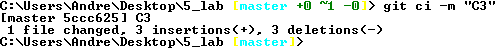 C:\Users\Andre\Desktop\5_lab [master +0 ~1 -0]> git ci -m "C3"
[master 5ccc625] C3
 1 file changed, 3 insertions(+), 3 deletions(-)
C:\Users\Andre\Desktop\5_lab [master]>